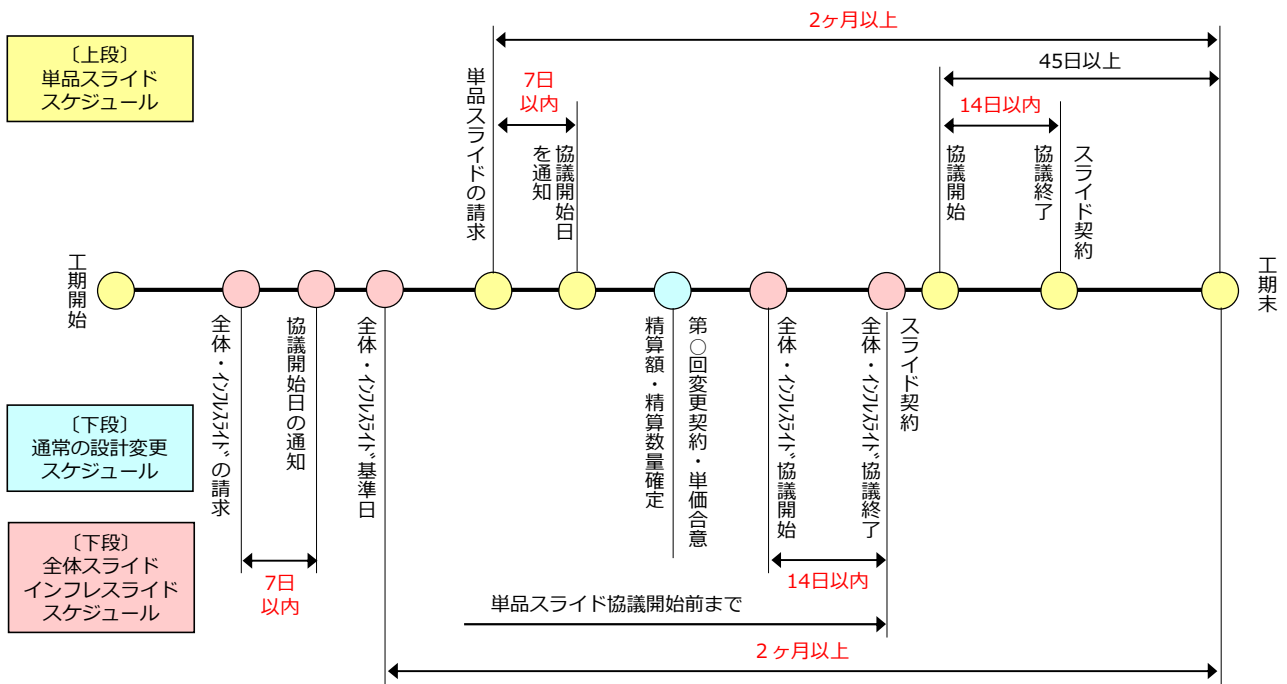 2ヶ月以上
〔上段〕
単品スライド
スケジュール
45日以上
7日
以内
14日以内
単品スライドの請求
協議開始日
を通知
協議開始
協議終了
スライド契約
工期開始
工期末
全体・インフレスライドの請求
協議開始日の通知
全体・インフレスライド基準日
第○回変更契約・単価合意
精算額・精算数量確定
全体・インフレスライド協議開始
スライド契約
全体・インフレスライド協議終了
〔下段〕
通常の設計変更
スケジュール
〔下段〕
全体スライド
インフレスライド
スケジュール
7日
以内
14日以内
単品スライド協議開始前まで
２ヶ月以上